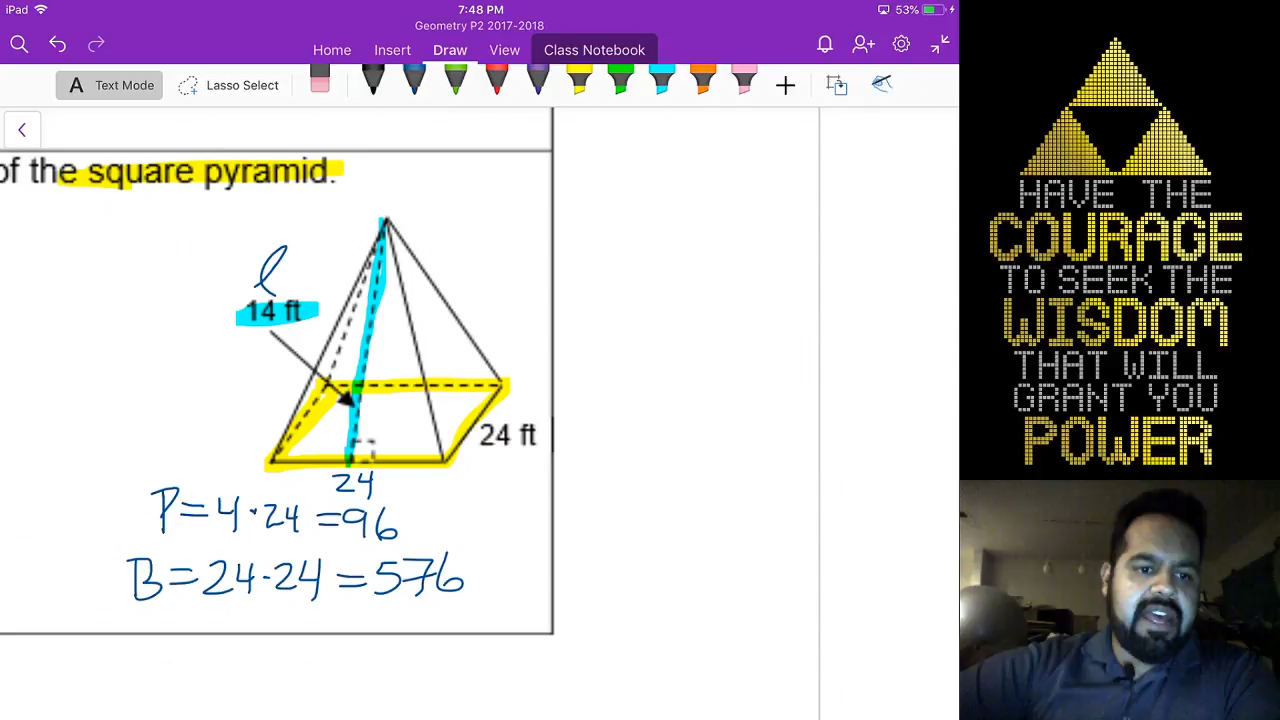 iPad
7:48 PM
53%
Geometry P2 2017-2018
Home Insert Draw View Class Notebook
A Text Mode Lasso Select
of the square pyramid.
l
14 ft
24 ft
24
P=4·24=96
B=24·24=576
HAVE THE
COURAGE
TO SEEK THE
WISDOM
THAT WILL
GRANT YOU
POWER